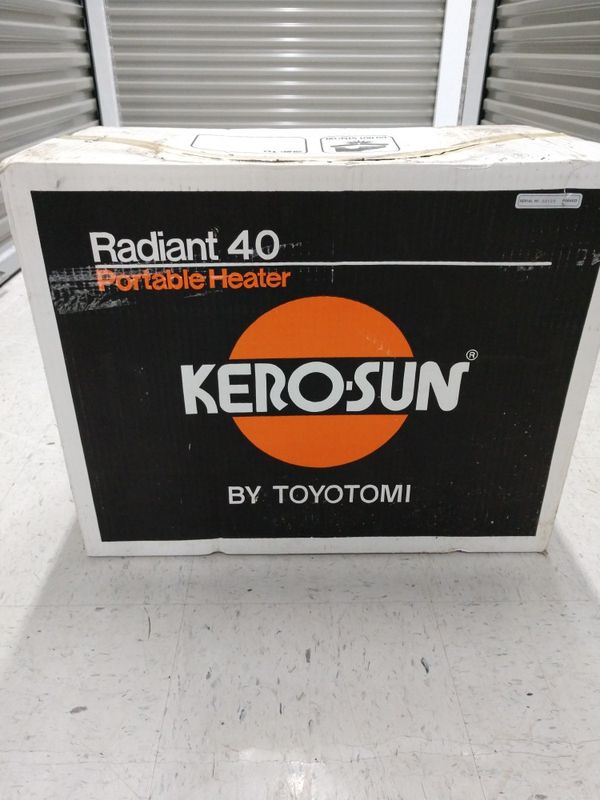 Radiant 40
Portable Heater
KERO-SUN®
BY TOYOTOMI